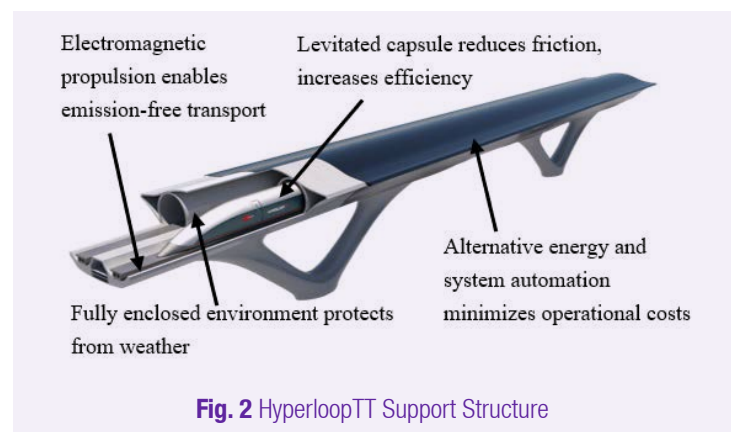 Electromagnetic
propulsion enables
emission-free transport
Levitated capsule reduces friction,
increases efficiency
Alternative energy and
system automation
minimizes operational costs
Fully enclosed environment protects
from weather
Fig. 2 HyperloopTT Support Structure